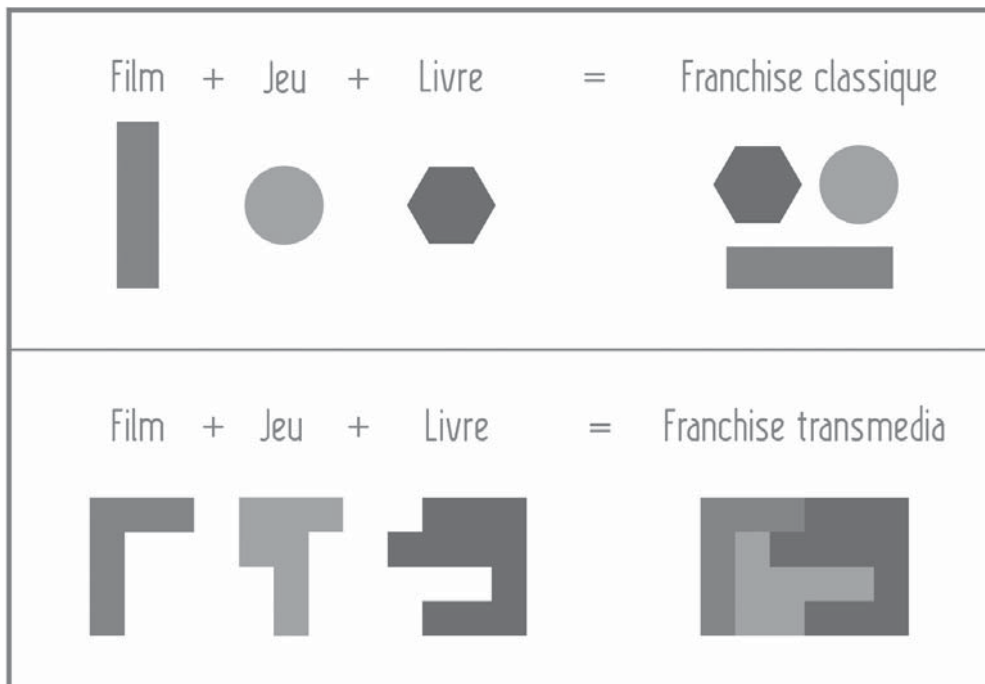 Film + Jeu + Livre = Franchise classique
Film + Jeu + Livre = Franchise transmedia